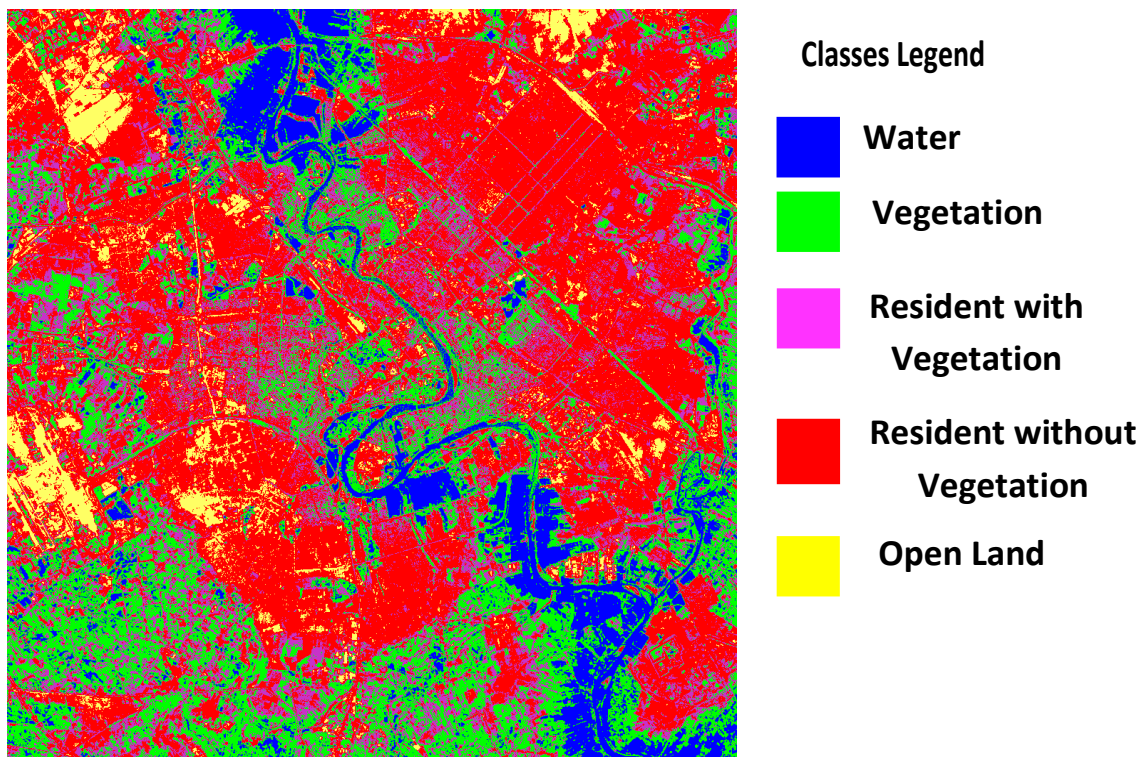 Classes Legend
Water
Vegetation
Resident with
Vegetation
Resident without
Vegetation
Open Land